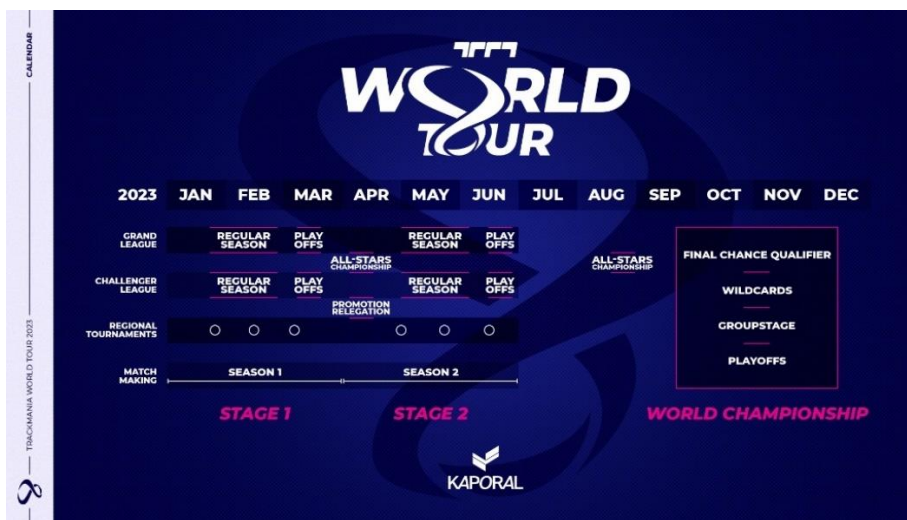 CALENDAR
TRACKMANIA WORLD TOUR 2023
WORLD
TOUR
2023 JAN FEB MAR APR MAY JUN JUL AUG SEP OCT NOV DEC
GRAND
LEAGUE
REGULAR
SEASON
PLAY
OFFS
REGULAR
SEASON
PLAY
OFFS
ALL-STARS
CHAMPIONSHIP
ALL-STARS
CHAMPIONSHIP
CHALLENGER
LEAGUE
REGULAR
SEASON
PLAY
OFFS
REGULAR
SEASON
PLAY
OFFS
PROMOTION
RELEGATION
REGIONAL
TOURNAMENTS
MATCH
MAKING
SEASON 1
SEASON 2
FINAL CHANCE QUALIFIER
WILDCARDS
GROUPSTAGE
PLAYOFFS
STAGE 1
STAGE 2
WORLD CHAMPIONSHIP
KAPORAL